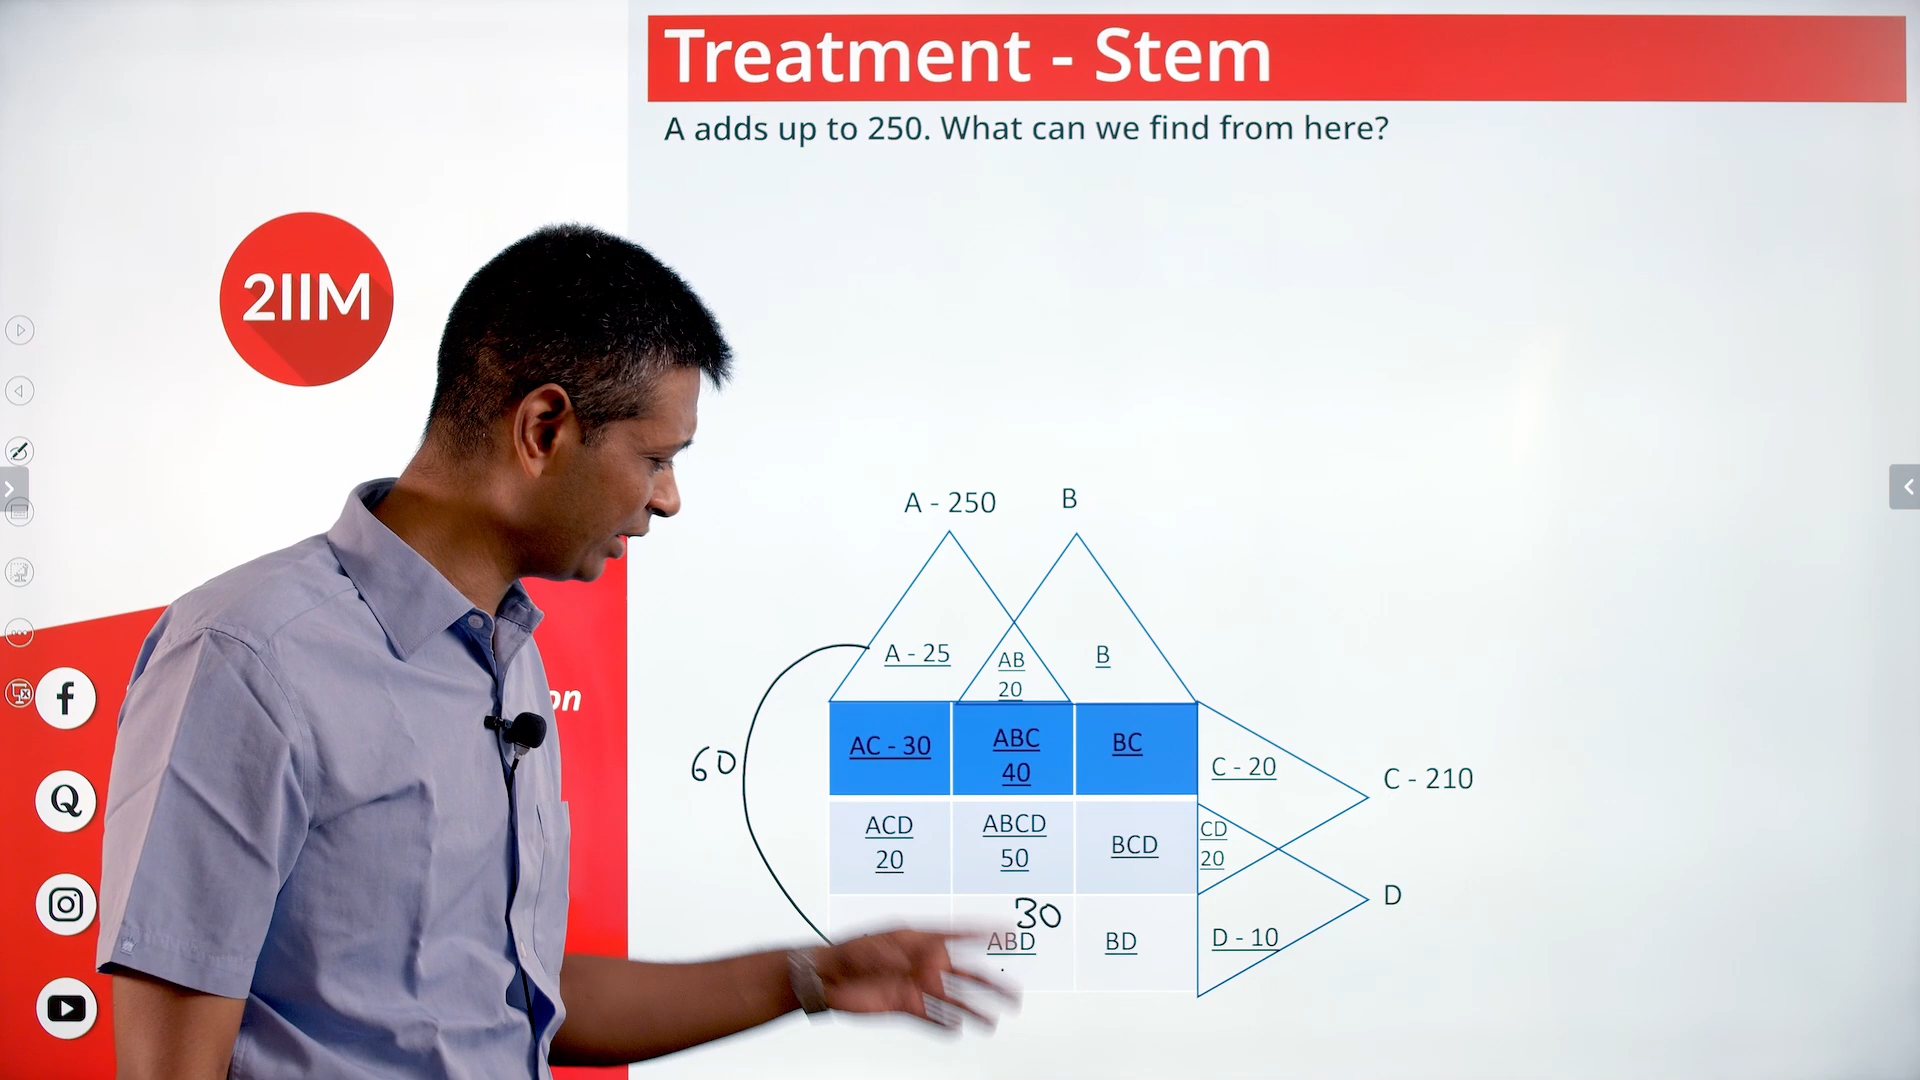 Treatment - Stem
A adds up to 250. What can we find from here?
2IIM
on
A - 250
B
A - 25
AB
20
B
60
AC - 30
ABC
40
BC
C - 20
C - 210
ACD
20
ABCD
50
BCD
CD
20
D
30
ABD
BD
D - 10